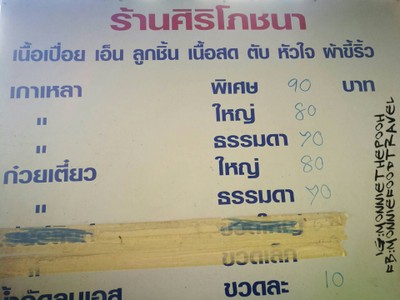 ร้านศิริโภชนา
เนื้อเปื่อย เอ็น ลูกชิ้น เนื้อสด ตับ หัวใจ ผ้าขี้ริ้ว
เกาเหลา พิเศษ 90 บาท
" ใหญ่ 80
" ธรรมดา 70
ก๋วยเตี๋ยว ใหญ่ 80
" ธรรมดา 70
" ขวดเล็ก
ขวดละ 10
IG:MONNIETHEPOOH
FB:MONNIEFOODTRAVEL